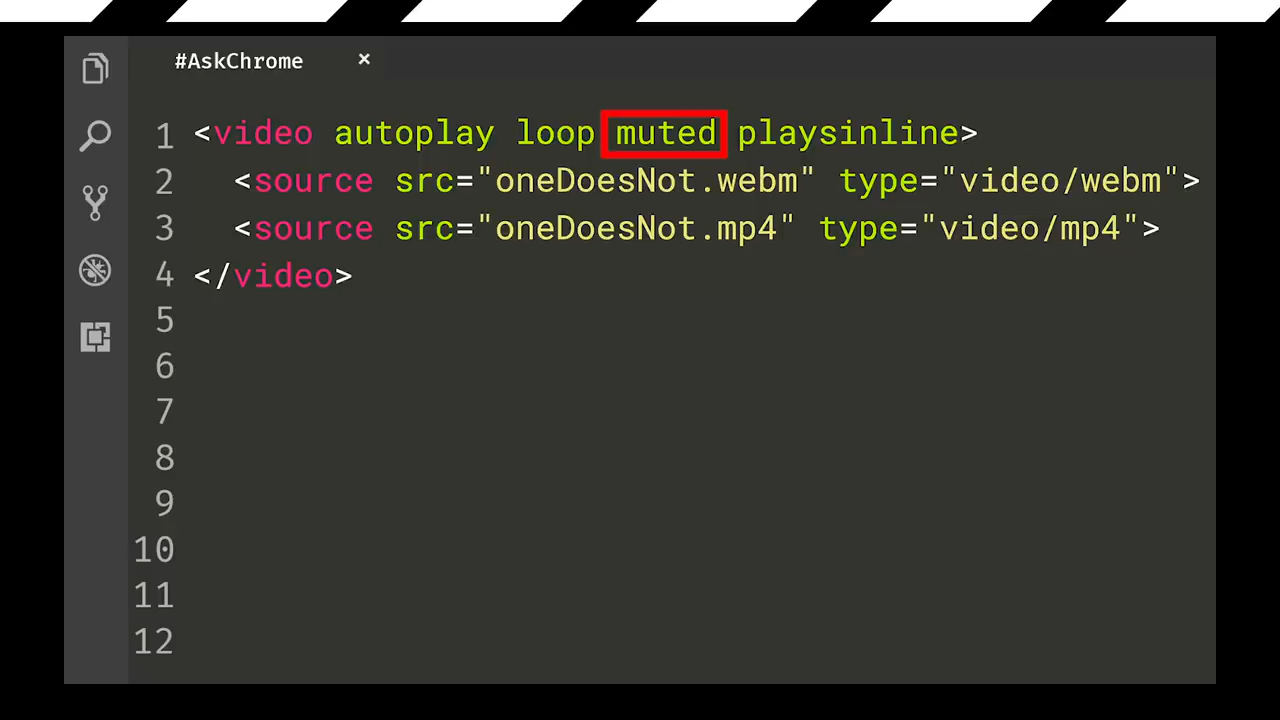 #AskChrome ×
1 <video autoplay loop muted playsinline>
2   <source src="oneDoesNot.webm" type="video/webm">
3   <source src="oneDoesNot.mp4" type="video/mp4">
4 </video>
5
6
7
8
9
10
11
12